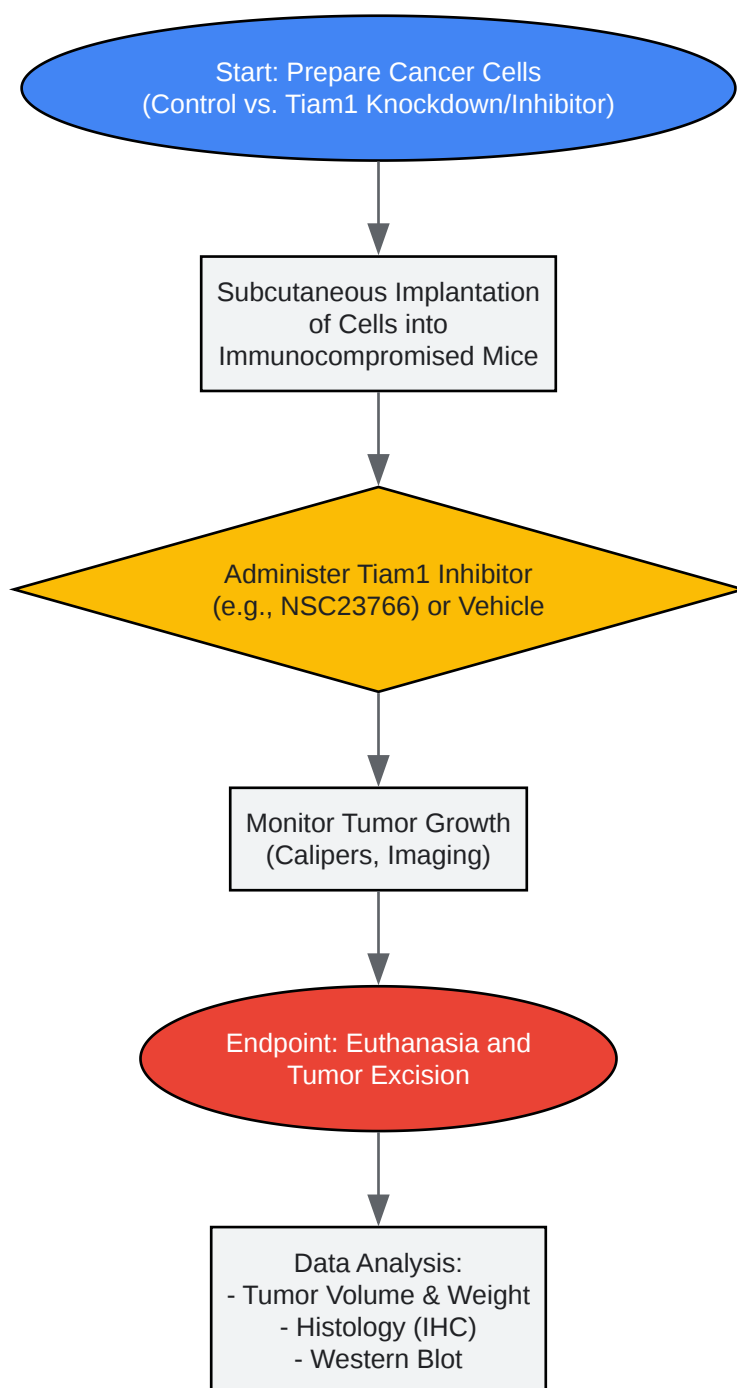 Start: Prepare Cancer Cells
(Control vs. Tiam1 Knockdown/Inhibitor)
Subcutaneous Implantation
of Cells into
Immunocompromised Mice
Administer Tiam1 Inhibitor
(e.g., NSC23766) or Vehicle
Monitor Tumor Growth
(Calipers, Imaging)
Endpoint: Euthanasia and
Tumor Excision
Data Analysis:
- Tumor Volume & Weight
- Histology (IHC)
- Western Blot